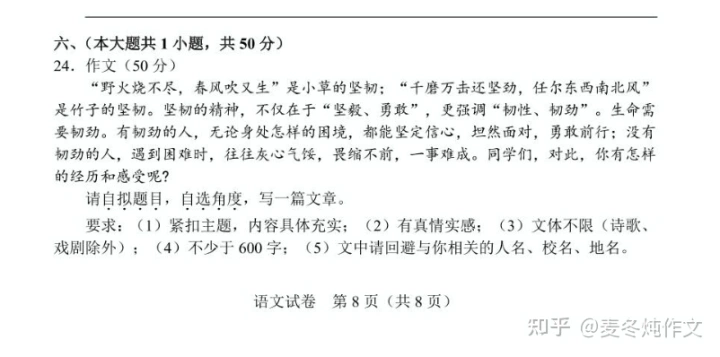 六、（本大题共 1 小题，共 50 分）
24．作文（50 分）
“野火烧不尽，春风吹又生”是小草的坚韧；“千磨万击还坚劲，任尔东西南北风”
是竹子的坚韧。坚韧的精神，不仅在于“坚毅、勇敢”，更强调“韧性、韧劲”。生命需
要韧劲。有韧劲的人，无论身处怎样的困境，都能坚定信心，坦然面对，勇敢前行；没有
韧劲的人，遇到困难时，往往灰心气馁，畏缩不前，一事难成。同学们，对此，你有怎样
的经历和感受呢？
请自拟题目，自选角度，写一篇文章。
要求：（1）紧扣主题，内容具体充实；（2）有真情实感；（3）文体不限（诗歌、
戏剧除外）；（4）不少于 600 字；（5）文中请回避与你相关的人名、校名、地名。
语文试卷 第 8 页（共 8 页）
知乎 @麦冬炖作文